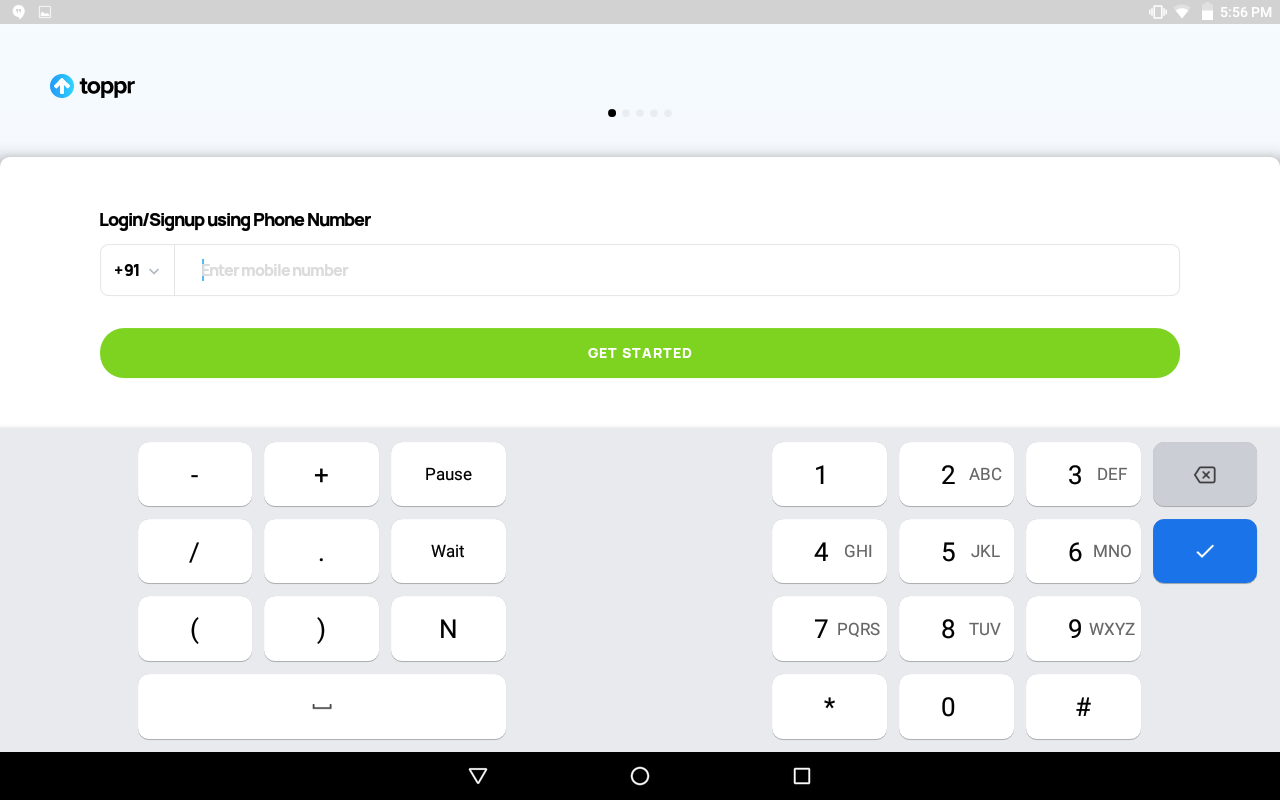 5:56 PM
toppr
Login/Signup using Phone Number
+91 Enter mobile number
GET STARTED
- + Pause 1 2 ABC 3 DEF
/ . Wait 4 GHI 5 JKL 6 MNO
( ) N 7 PQRS 8 TUV 9 WXYZ
* 0 #